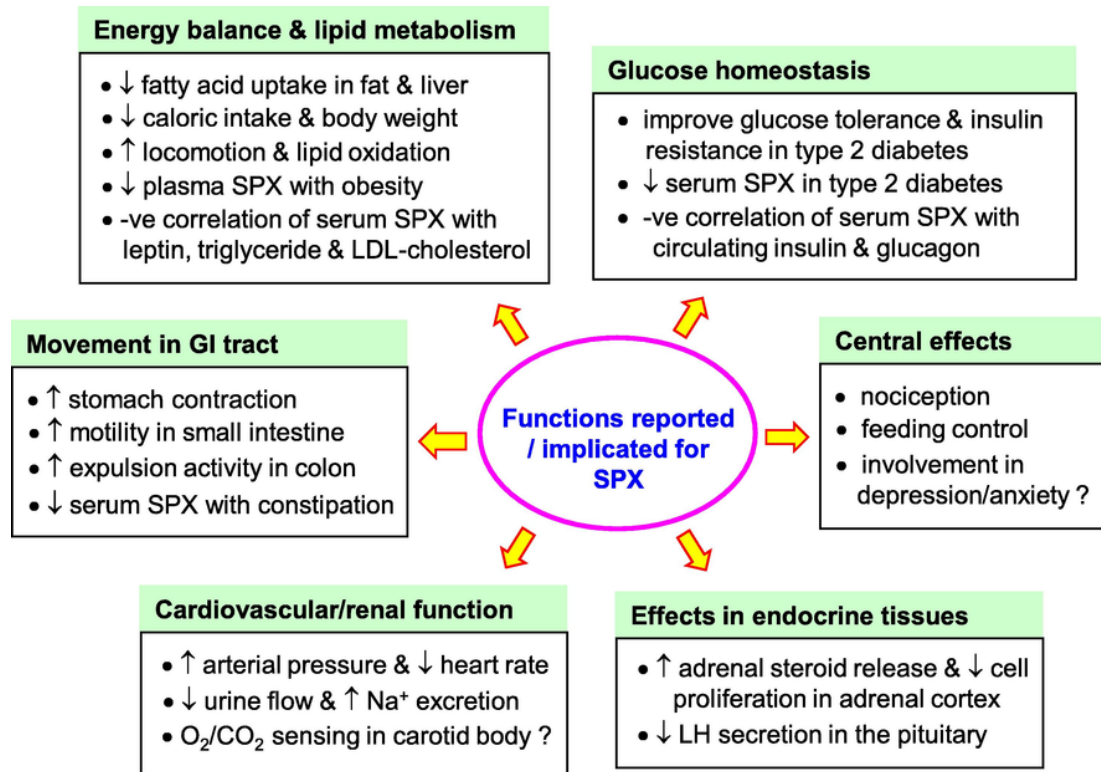 Energy balance & lipid metabolism
• ↓ fatty acid uptake in fat & liver
• ↓ caloric intake & body weight
• ↑ locomotion & lipid oxidation
• ↓ plasma SPX with obesity
• -ve correlation of serum SPX with
leptin, triglyceride & LDL-cholesterol
Glucose homeostasis
• improve glucose tolerance & insulin
resistance in type 2 diabetes
• ↓ serum SPX in type 2 diabetes
• -ve correlation of serum SPX with
circulating insulin & glucagon
Movement in GI tract
• ↑ stomach contraction
• ↑ motility in small intestine
• ↑ expulsion activity in colon
• ↓ serum SPX with constipation
Functions reported
/ implicated for
SPX
Central effects
• nociception
• feeding control
• involvement in
depression/anxiety ?
Cardiovascular/renal function
• ↑ arterial pressure & ↓ heart rate
• ↓ urine flow & ↑ Na⁺ excretion
• O₂/CO₂ sensing in carotid body ?
Effects in endocrine tissues
• ↑ adrenal steroid release & ↓ cell
proliferation in adrenal cortex
• ↓ LH secretion in the pituitary